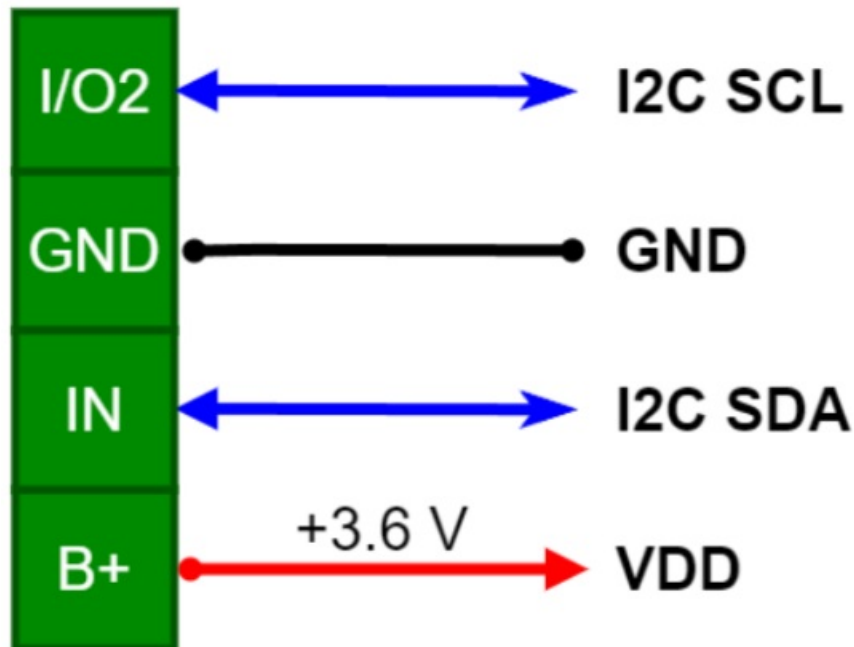 I/O2 I2C SCL
GND GND
IN I2C SDA
+3.6 V
B+ VDD